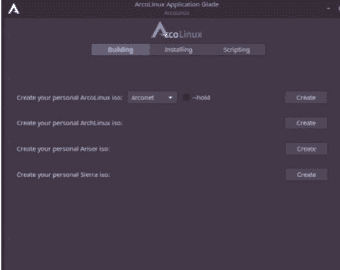 ArcoLinux Application Glade
ArcoLinux
ArcoLinux
Building Installing Scripting
Create your personal ArcoLinux iso: arconet --hold Create
Create your personal ArchLinux iso: Create
Create your personal Ariser iso: Create
Create your personal Sierra iso: Create